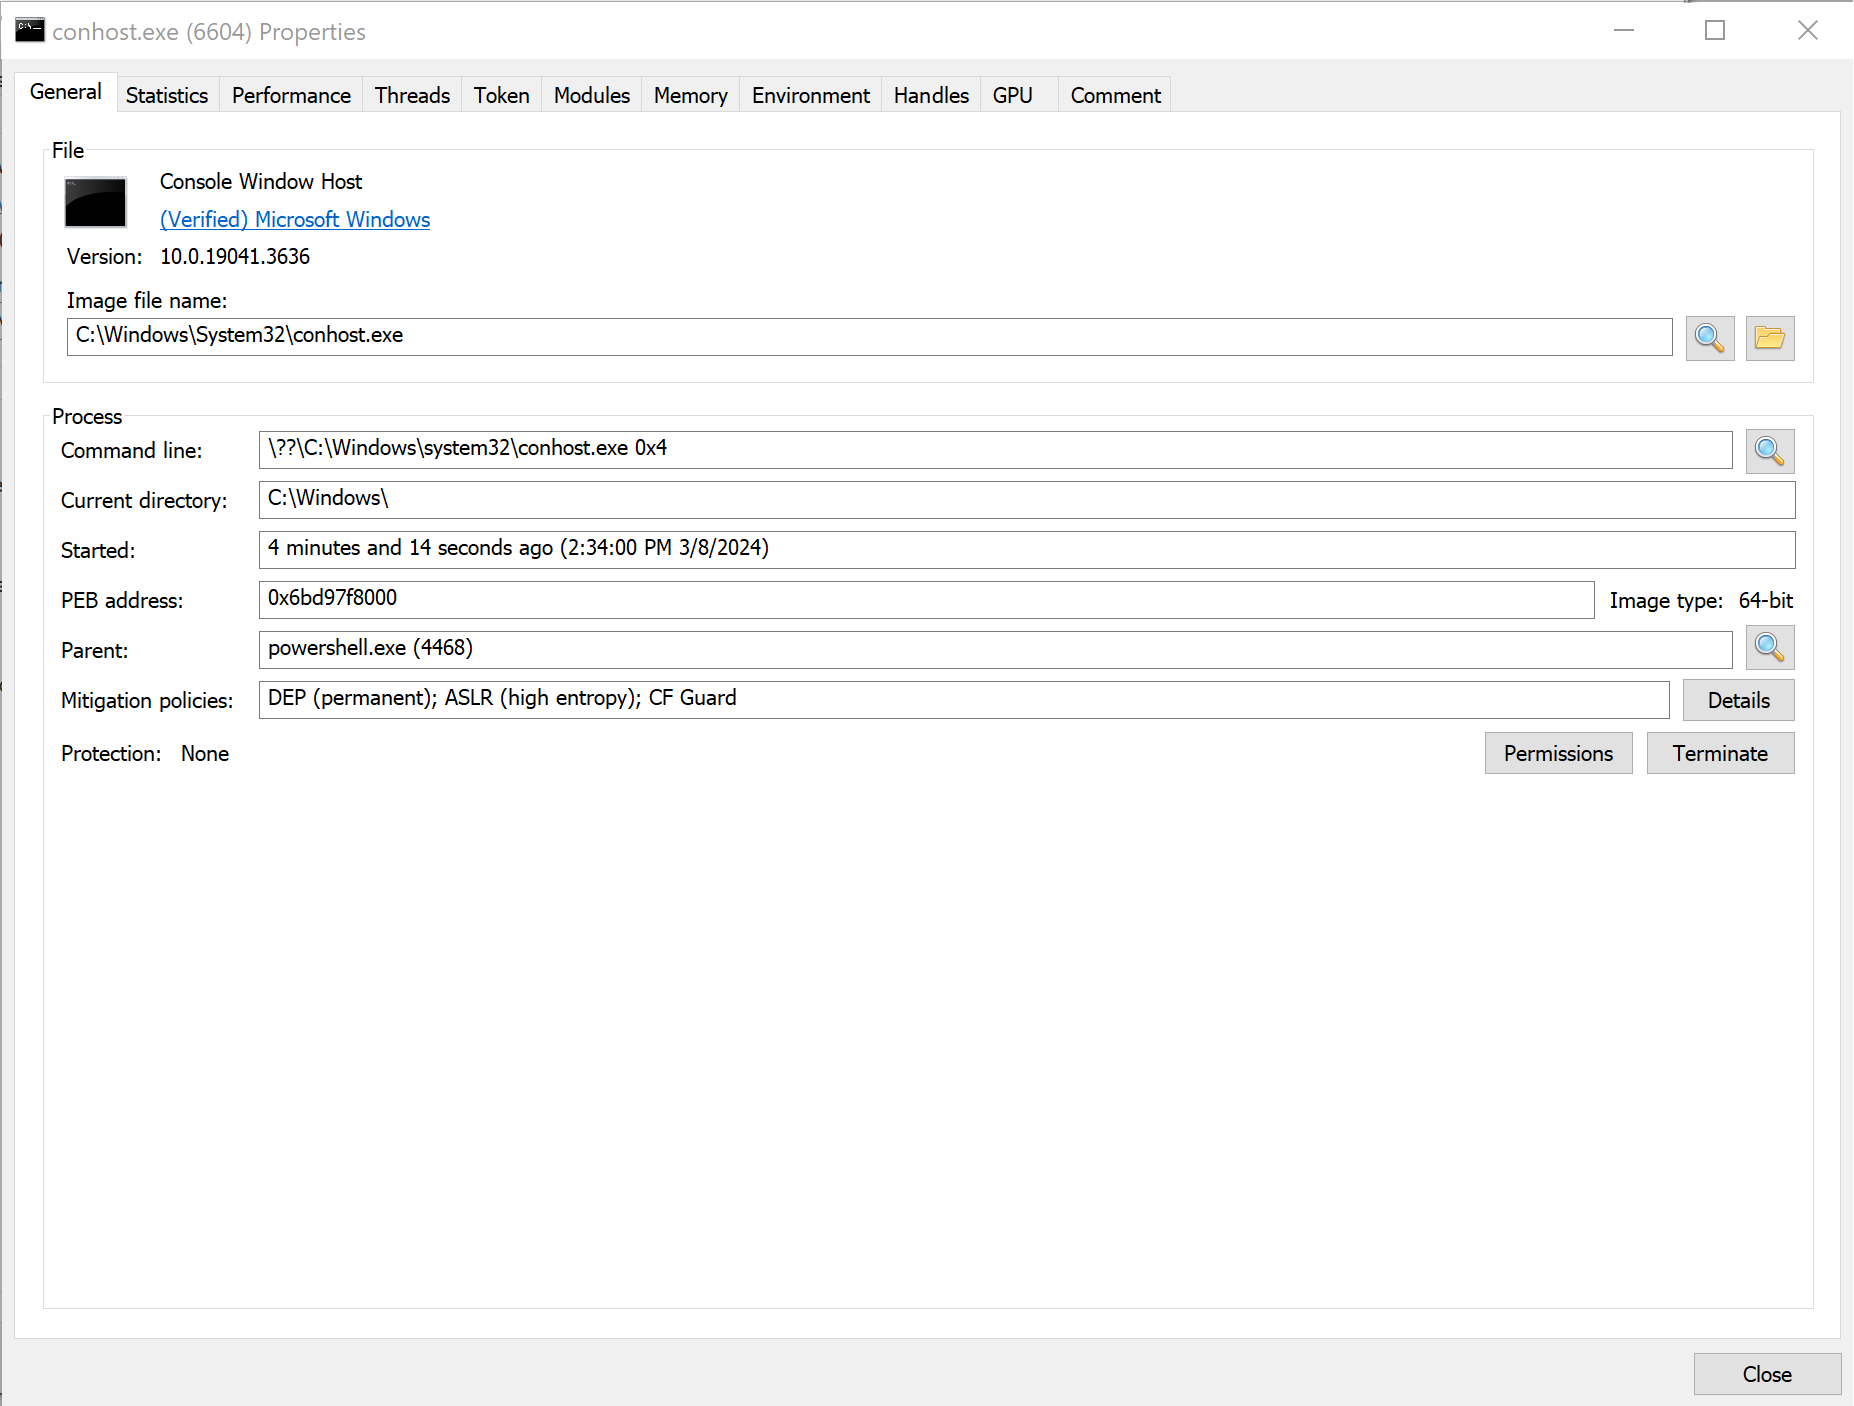 conhost.exe (6604) Properties
General Statistics Performance Threads Token Modules Memory Environment Handles GPU Comment
File
Console Window Host
(Verified) Microsoft Windows
Version: 10.0.19041.3636
Image file name:
C:\Windows\System32\conhost.exe
Process
Command line: \??\C:\Windows\system32\conhost.exe 0x4
Current directory: C:\Windows\
Started: 4 minutes and 14 seconds ago (2:34:00 PM 3/8/2024)
PEB address: 0x6bd97f8000 Image type: 64-bit
Parent: powershell.exe (4468)
Mitigation policies: DEP (permanent); ASLR (high entropy); CF Guard Details
Protection: None Permissions Terminate
Close